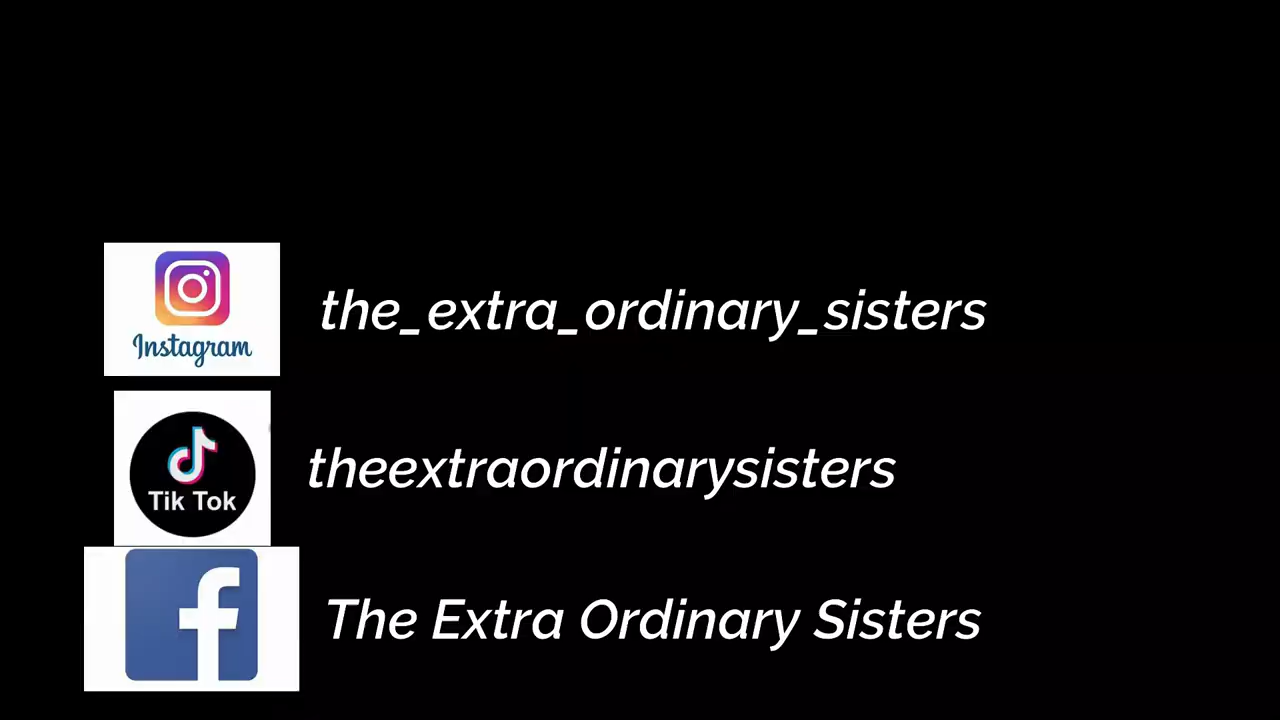 Instagram
the_extra_ordinary_sisters
Tik Tok
theextraordinarysisters
f
The Extra Ordinary Sisters